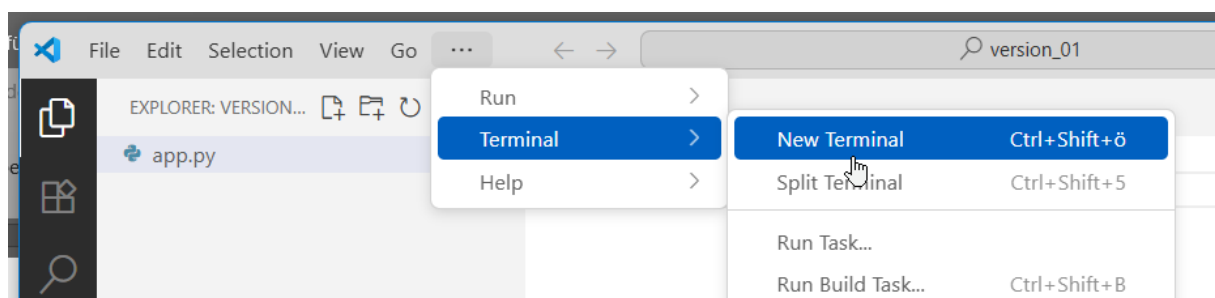 File Edit Selection View Go ... version_01
EXPLORER: VERSION...
app.py
Run
Terminal
Help
New Terminal Ctrl+Shift+ö
Split Terminal Ctrl+Shift+5
Run Task...
Run Build Task... Ctrl+Shift+B